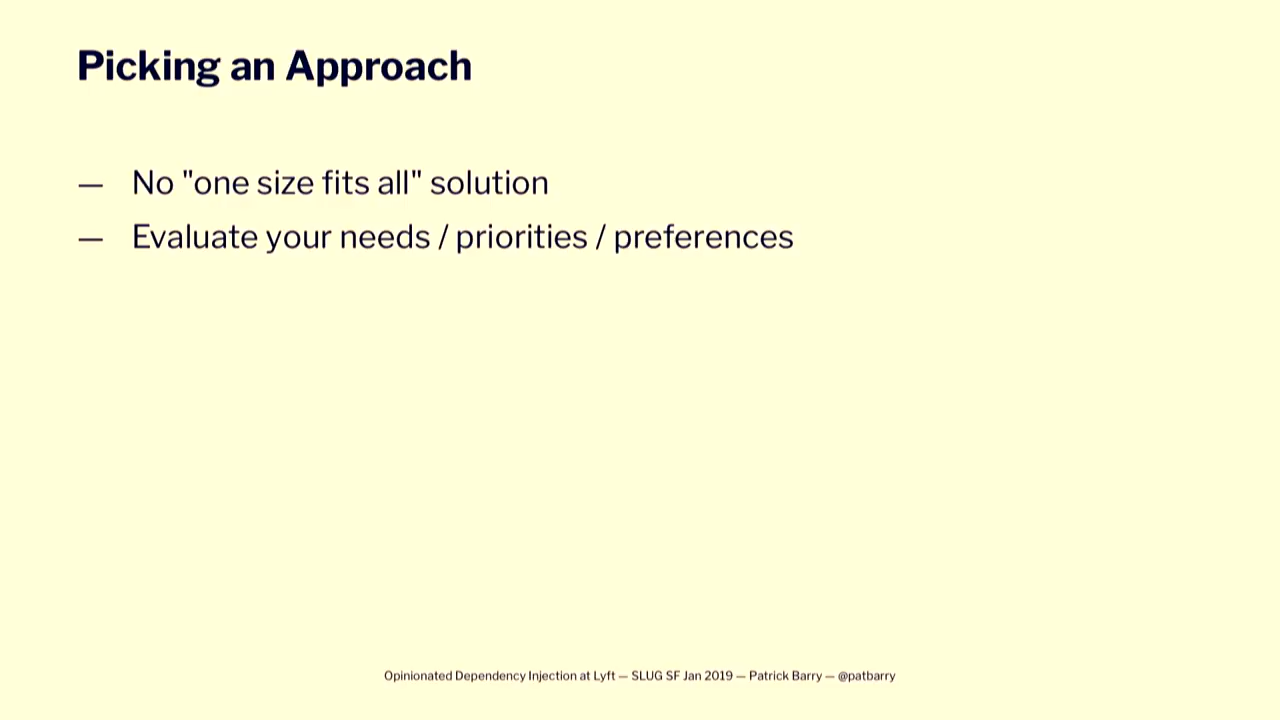 Picking an Approach
— No "one size fits all" solution
— Evaluate your needs / priorities / preferences
Opinionated Dependency Injection at Lyft — SLUG SF Jan 2019 — Patrick Barry — @patbarry